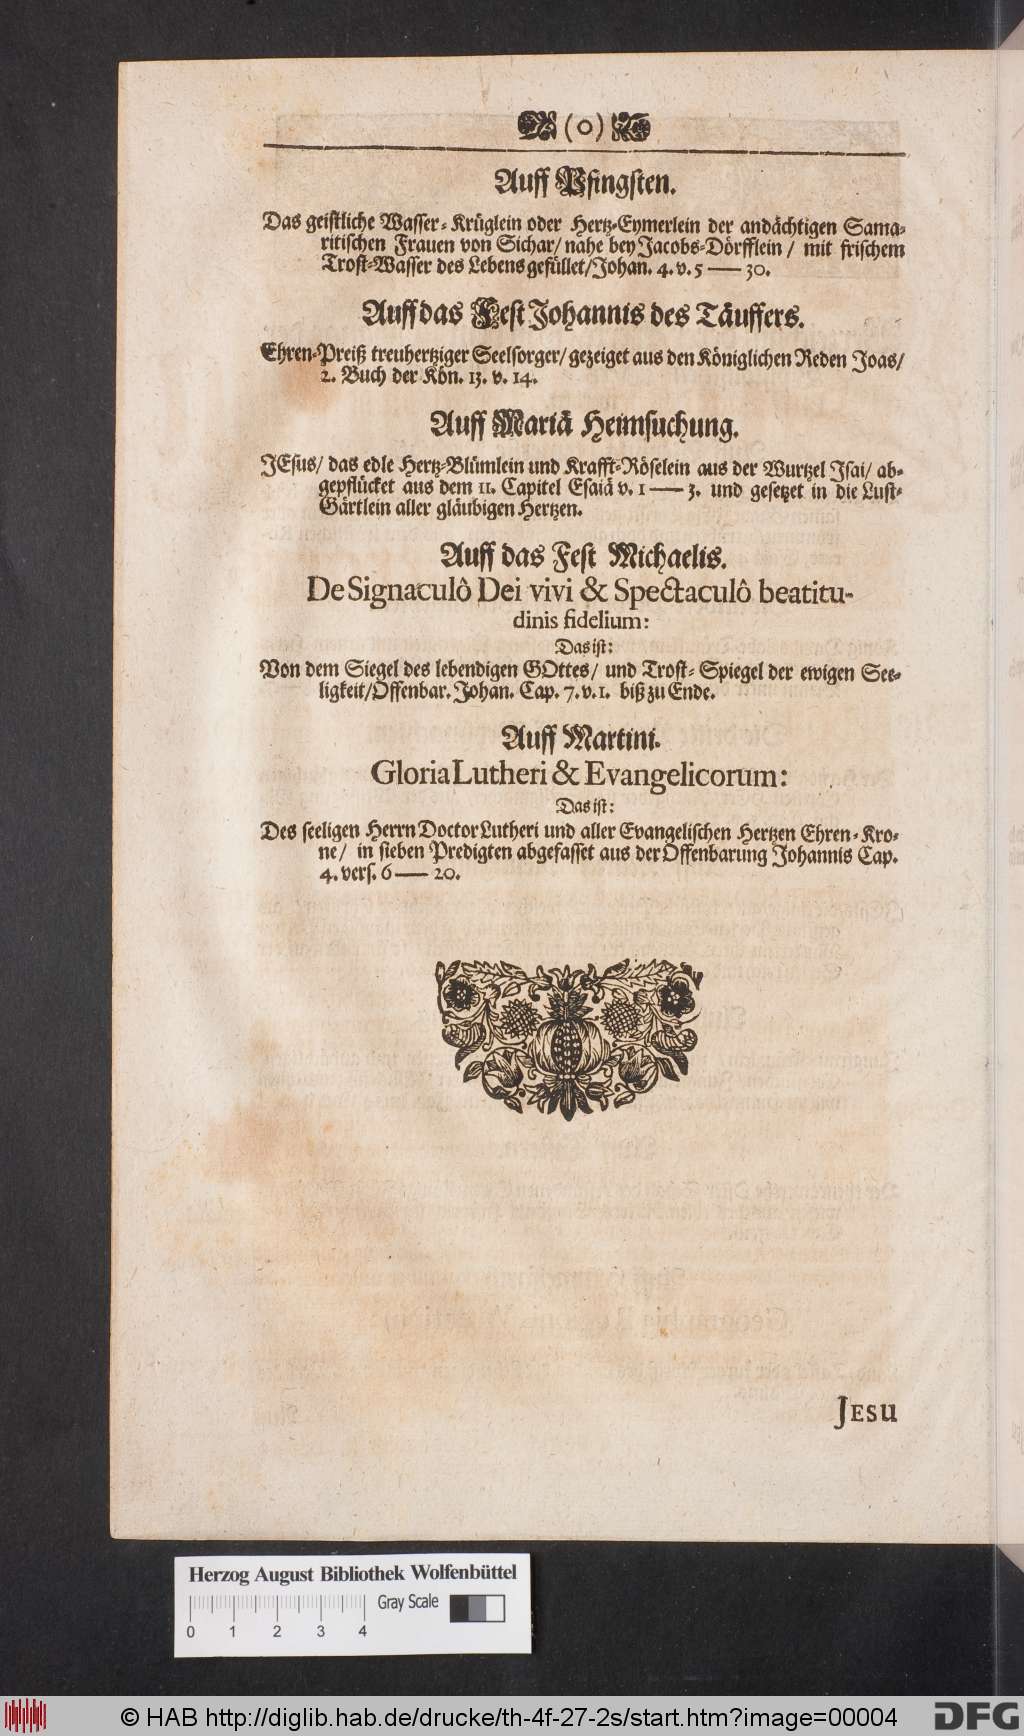 (o)
Auff Pfingsten.
Das geistliche Wasser-Krüglein oder Hertz-Eymerlein der andächtigen Sama-
ritischen Frauen von Sichar/ nahe bey Jacobs-Dörfflein / mit frischem
Trost-Wasser des Lebens gefüllet/ Johan. 4. v. 5 — 30.
Auff das Fest Johannis des Täuffers.
Ehren-Preiß treuhertziger Seelsorger/ gezeiget aus den Königlichen Reden Joas/
2. Buch der Kön. 13. v. 14.
Auff Mariä Heimsuchung.
JEsus/ das edle Hertz-Blümlein und Krafft-Röselein aus der Wurtzel Isai/ ab-
gepflücket aus dem 11. Capitel Esaiä v. 1 — 3. und gesetzet in die Lust-
Gärtlein aller gläubigen Hertzen.
Auff das Fest Michaelis.
De Signaculô Dei vivi & Spectaculô beatitu-
dinis fidelium:
Das ist:
Von dem Siegel des lebendigen GOttes/ und Trost-Spiegel der ewigen See-
ligkeit/ Offenbar. Johan. Cap. 7. v. 1. biß zu Ende.
Auff Martini.
Gloria Lutheri & Evangelicorum:
Das ist:
Des seeligen Herrn Doctor Lutheri und aller Evangelischen Hertzen Ehren-Kro-
ne/ in sieben Predigten abgefasset aus der Offenbarung Johannis Cap.
4. vers. 6 — 20.
JESU
Herzog August Bibliothek Wolfenbüttel
Gray Scale
0 1 2 3 4
© HAB http://diglib.hab.de/drucke/th-4f-27-2s/start.htm?image=00004
DFG